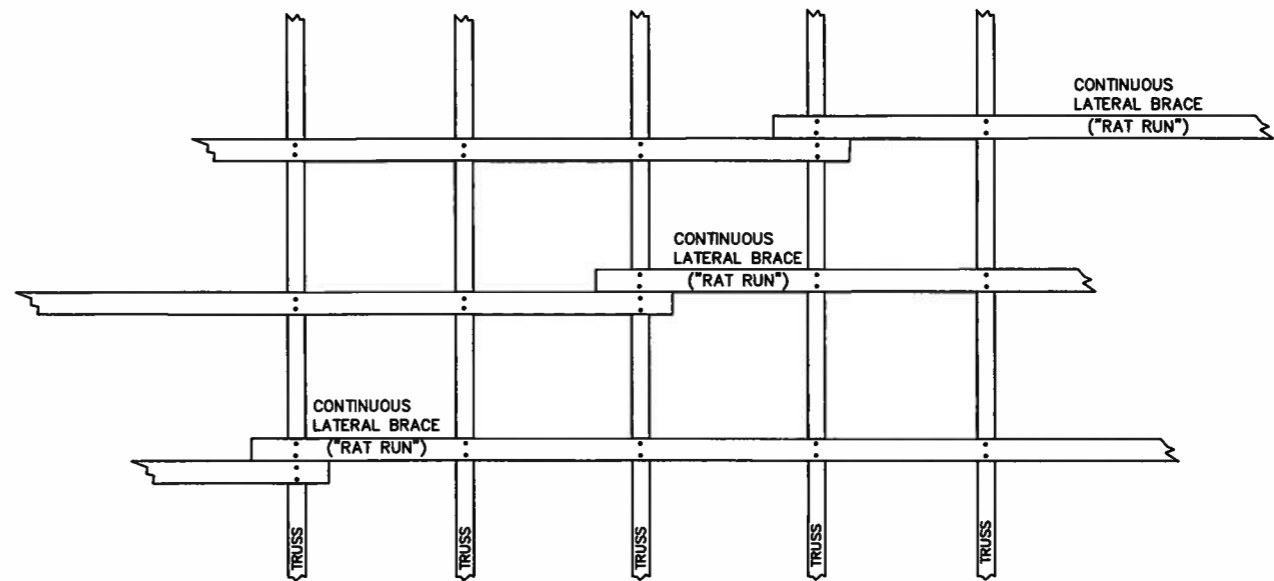 CONTINUOUS
LATERAL BRACE
("RAT RUN")
CONTINUOUS
LATERAL BRACE
("RAT RUN")
CONTINUOUS
LATERAL BRACE
("RAT RUN")
TRUSS
TRUSS
TRUSS
TRUSS
TRUSS